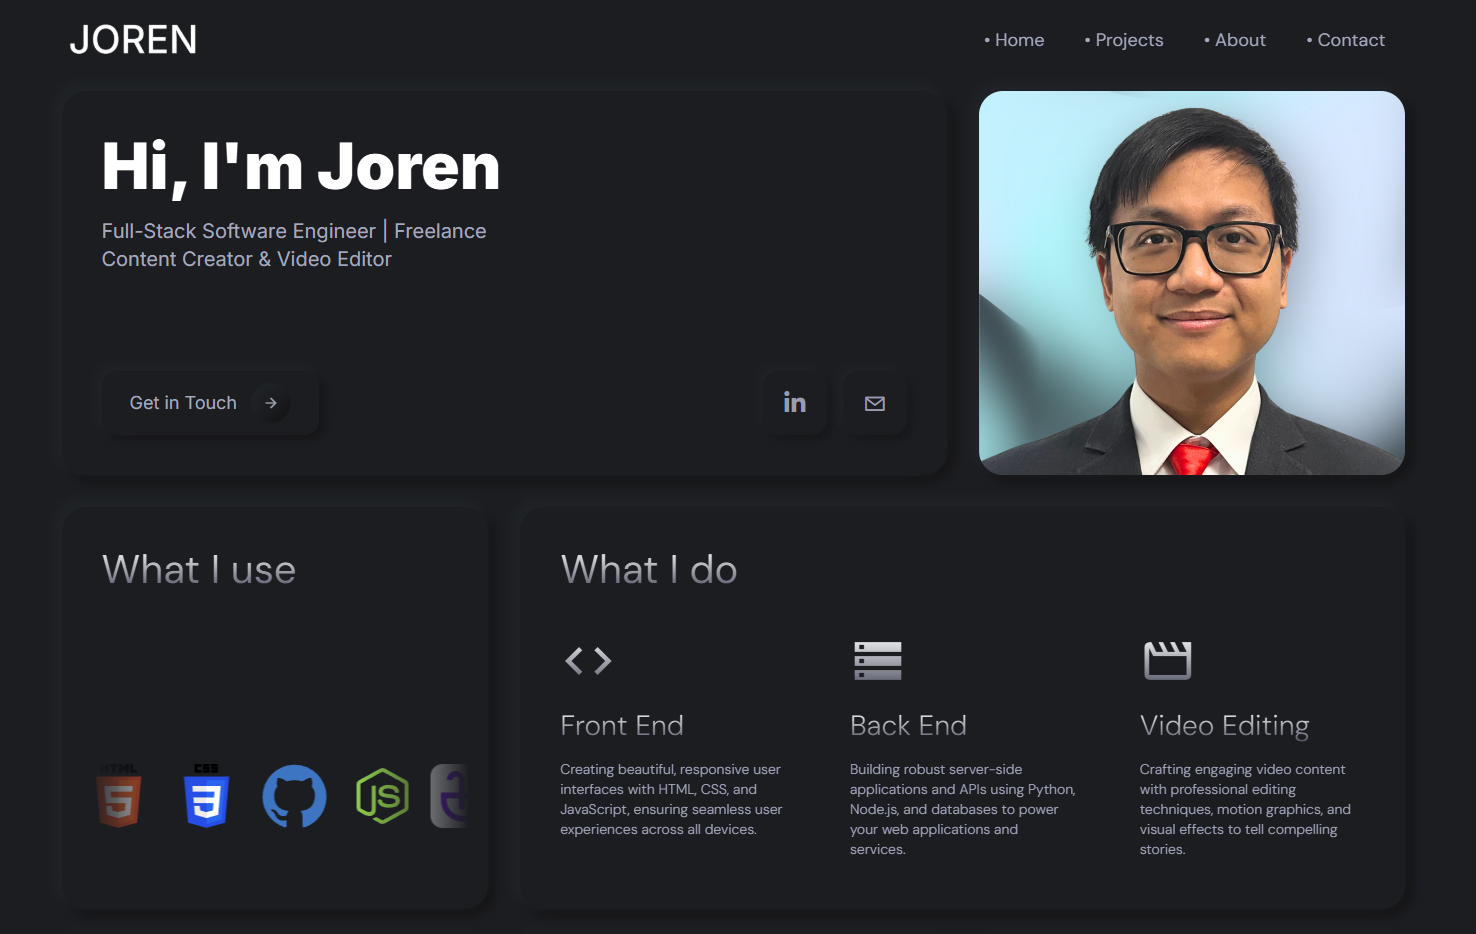 JOREN
• Home • Projects • About • Contact
Hi, I'm Joren
Full-Stack Software Engineer | Freelance
Content Creator & Video Editor
Get in Touch
in
What I use
HTML
5
CSS
3
JS
What I do
Front End
Creating beautiful, responsive user
interfaces with HTML, CSS, and
JavaScript, ensuring seamless user
experiences across all devices.
Back End
Building robust server-side
applications and APIs using Python,
Node.js, and databases to power
your web applications and
services.
Video Editing
Crafting engaging video content
with professional editing
techniques, motion graphics, and
visual effects to tell compelling
stories.